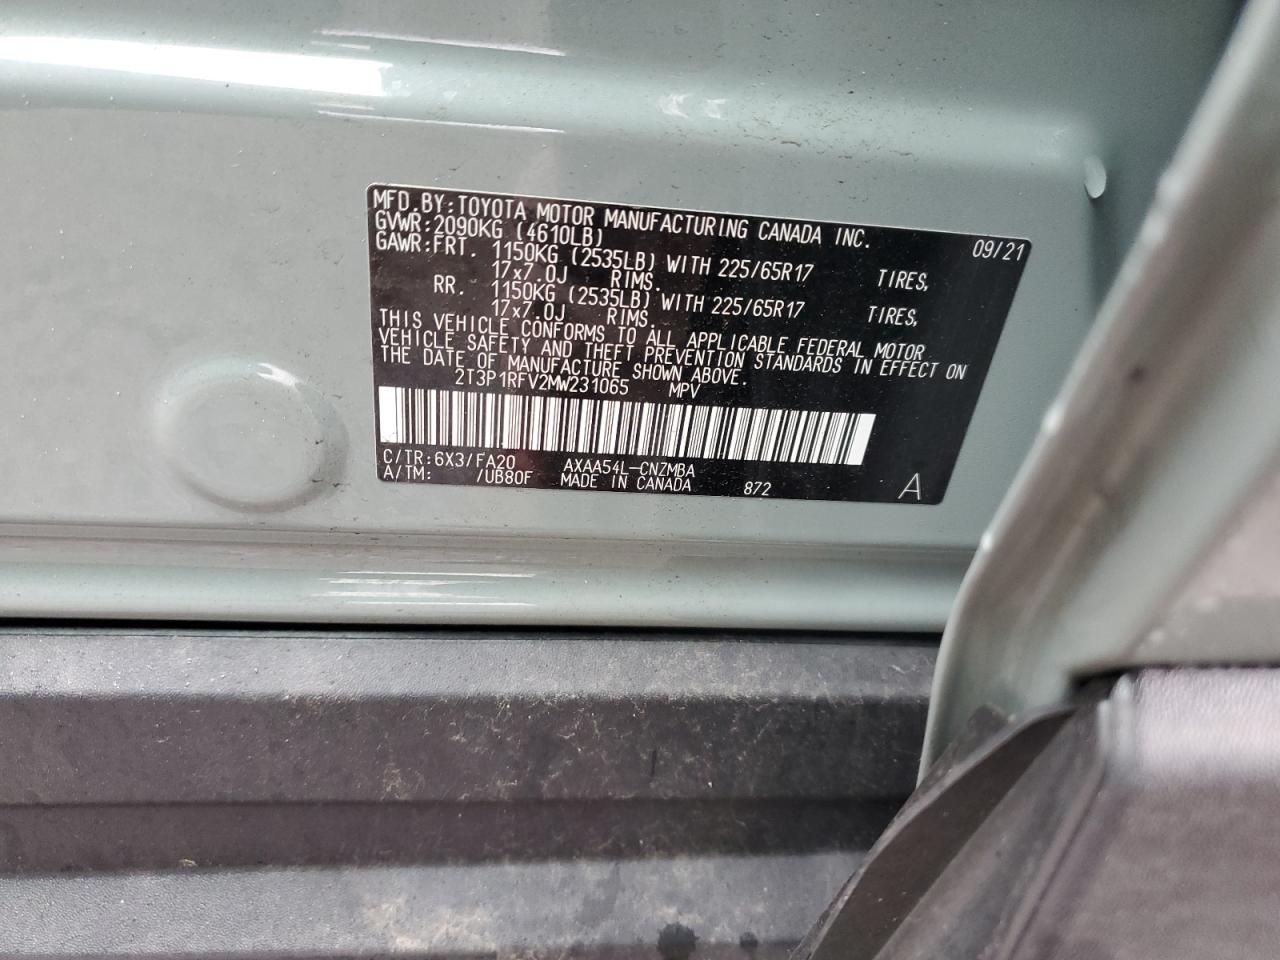 MFD.BY:TOYOTA MOTOR MANUFACTURING CANADA INC. 09/21
GVWR:2090KG (4610LB)
GAWR:FRT. 1150KG (2535LB) WITH 225/65R17 TIRES,
17x7.0J RIMS.
RR. 1150KG (2535LB) WITH 225/65R17 TIRES,
17x7.0J RIMS.
THIS VEHICLE CONFORMS TO ALL APPLICABLE FEDERAL MOTOR
VEHICLE SAFETY AND THEFT PREVENTION STANDARDS IN EFFECT ON
THE DATE OF MANUFACTURE SHOWN ABOVE.
2T3P1RFV2MW231065 MPV
C/TR:6X3/FA20 AXAA54L-CNZMBA
A/TM: /UB80F MADE IN CANADA 872 A